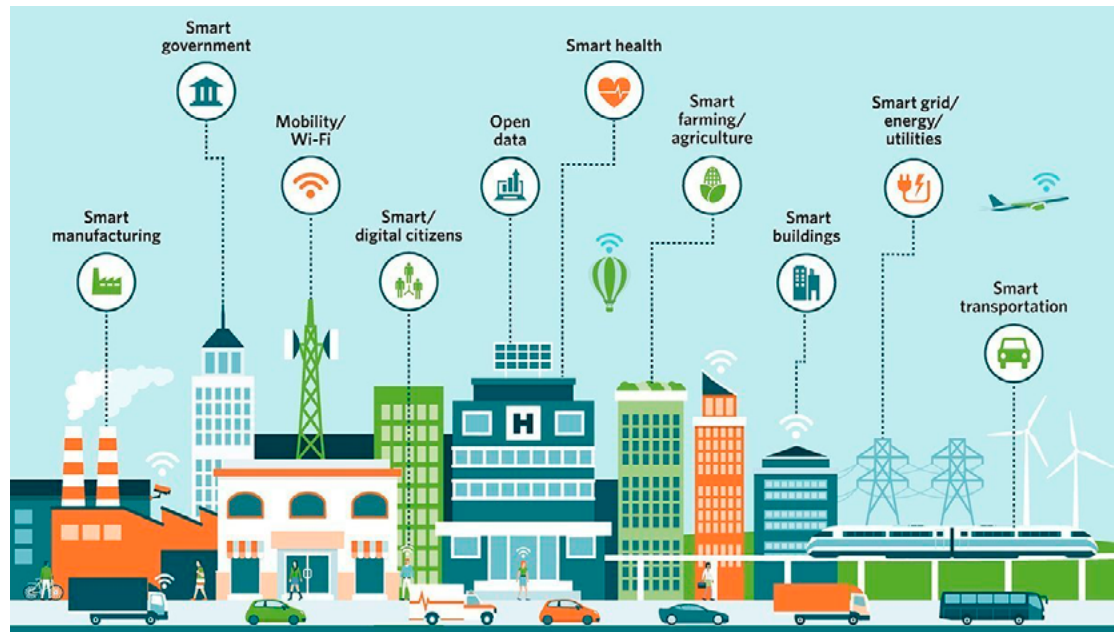 Smart
government
Smart health
Mobility/
Wi-Fi
Open
data
Smart
farming/
agriculture
Smart grid/
energy/
utilities
Smart
manufacturing
Smart/
digital citizens
Smart
buildings
Smart
transportation
H